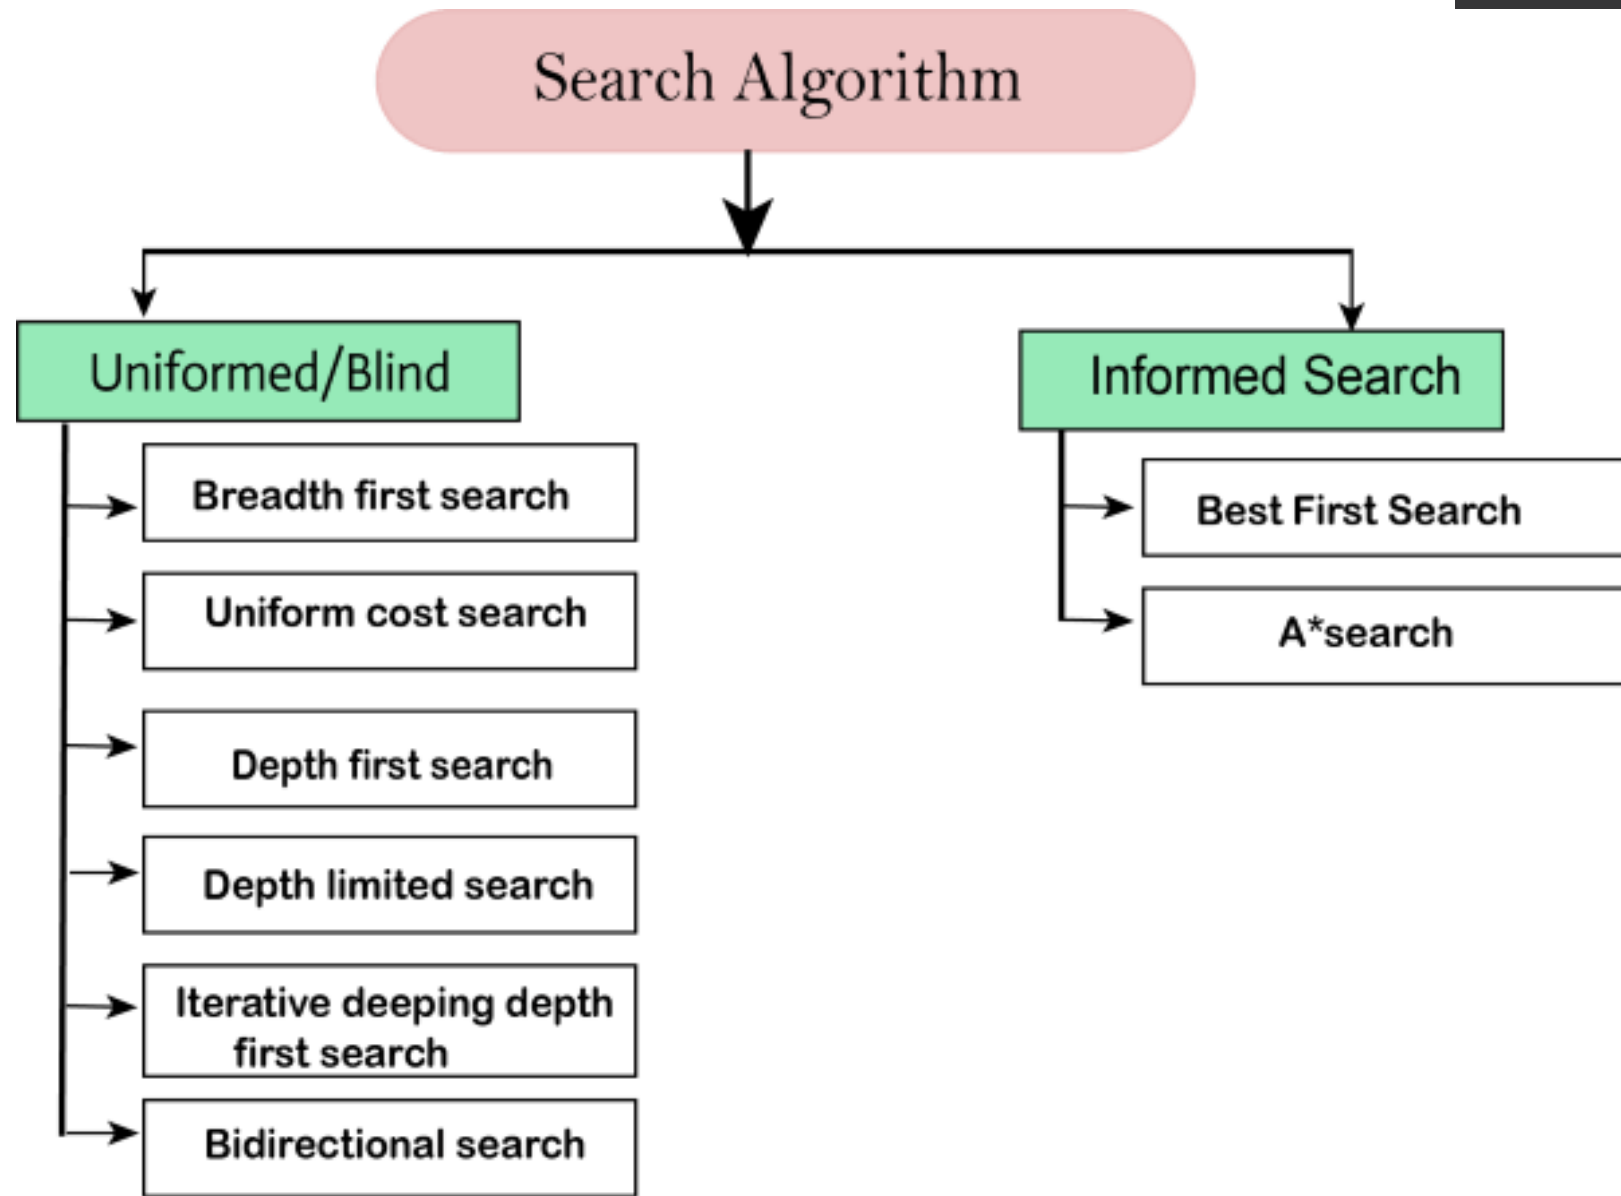 Search Algorithm
Uniformed/Blind
Breadth first search
Uniform cost search
Depth first search
Depth limited search
Iterative deeping depth
first search
Bidirectional search
Informed Search
Best First Search
A*search